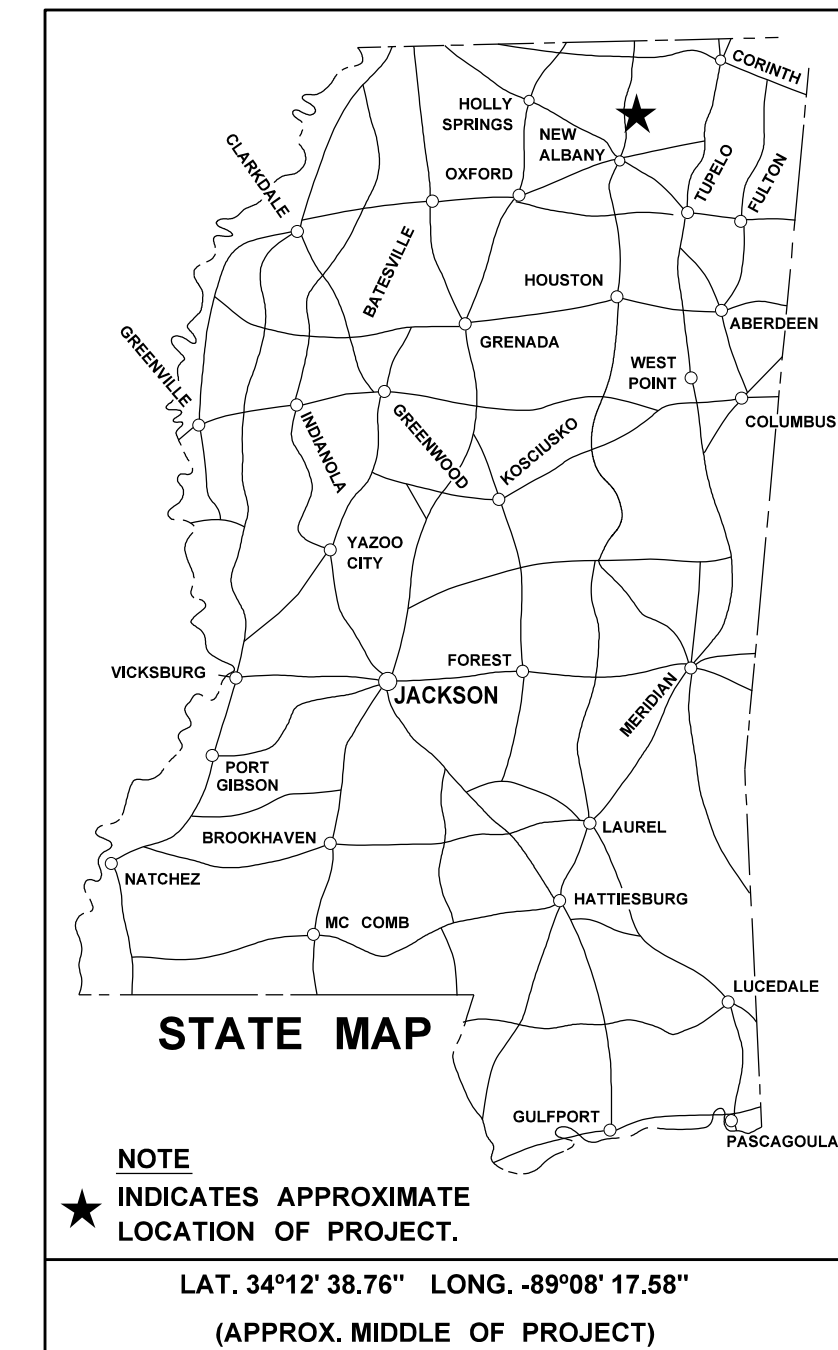 CORINTH
HOLLY
SPRINGS
NEW
ALBANY
CLARKDALE
OXFORD
TUPELO
FULTON
BATESVILLE
HOUSTON
GREENVILLE
ABERDEEN
GRENADA
WEST
POINT
INDIANOLA
GREENWOOD
KOSCIUSKO
COLUMBUS
YAZOO
CITY
VICKSBURG
FOREST
JACKSON
MERIDIAN
PORT
GIBSON
BROOKHAVEN
LAUREL
NATCHEZ
HATTIESBURG
MC COMB
LUCEDALE
STATE MAP
GULFPORT
PASCAGOULA
NOTE
INDICATES APPROXIMATE
LOCATION OF PROJECT.
LAT. 34º12' 38.76" LONG. -89º08' 17.58"
(APPROX. MIDDLE OF PROJECT)